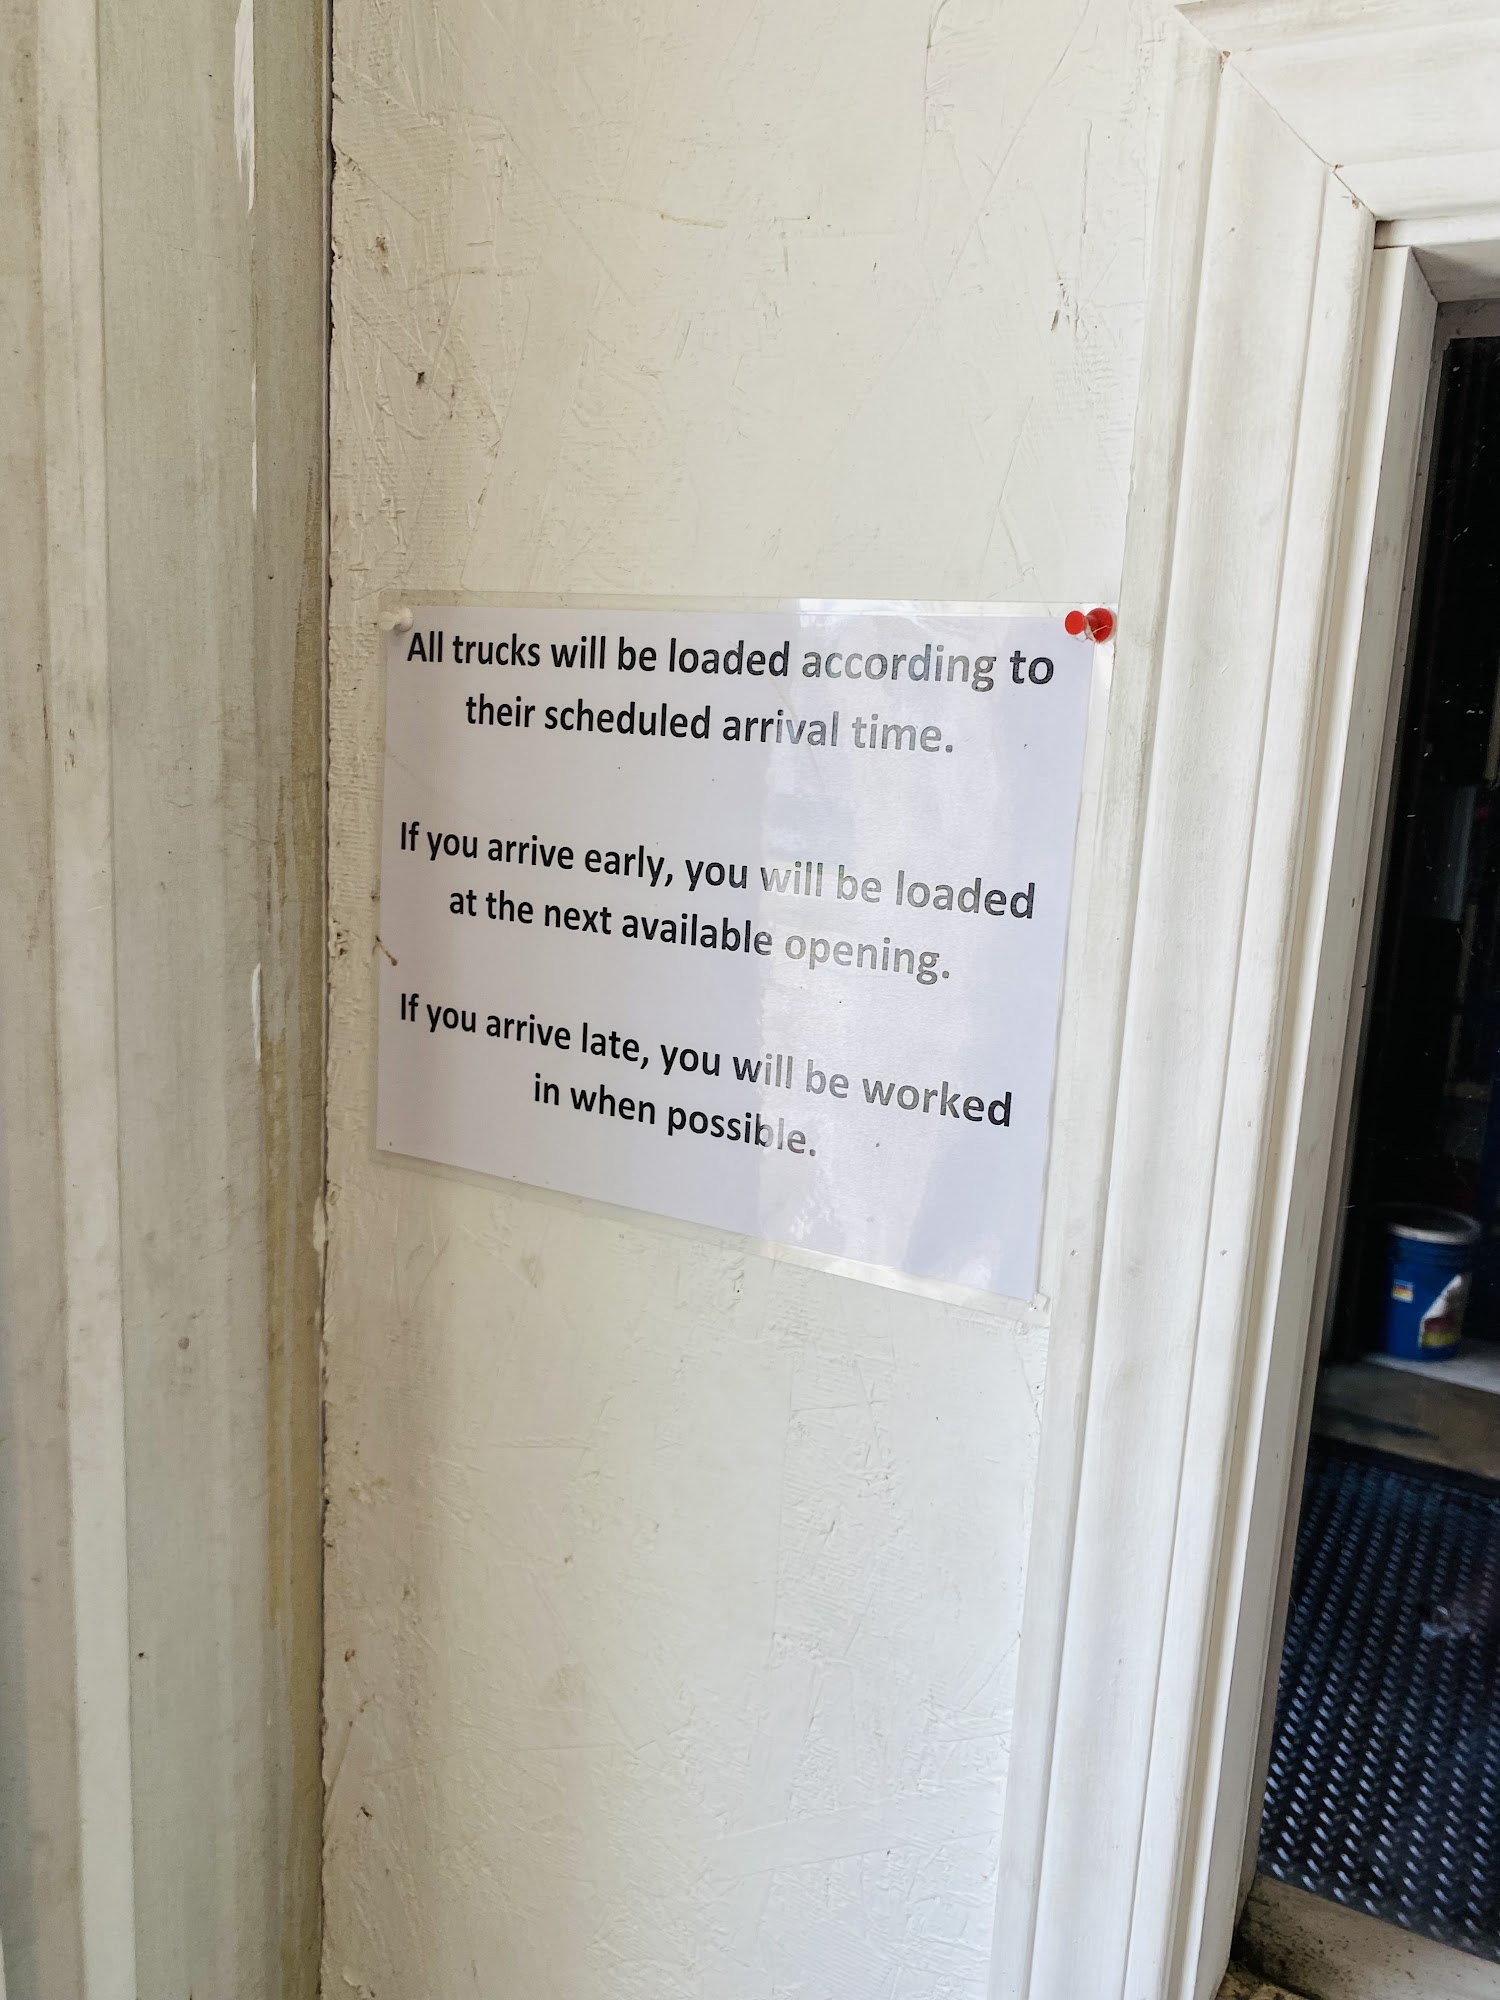 All trucks will be loaded according to
their scheduled arrival time.
If you arrive early, you will be loaded
at the next available opening.
If you arrive late, you will be worked
in when possible.